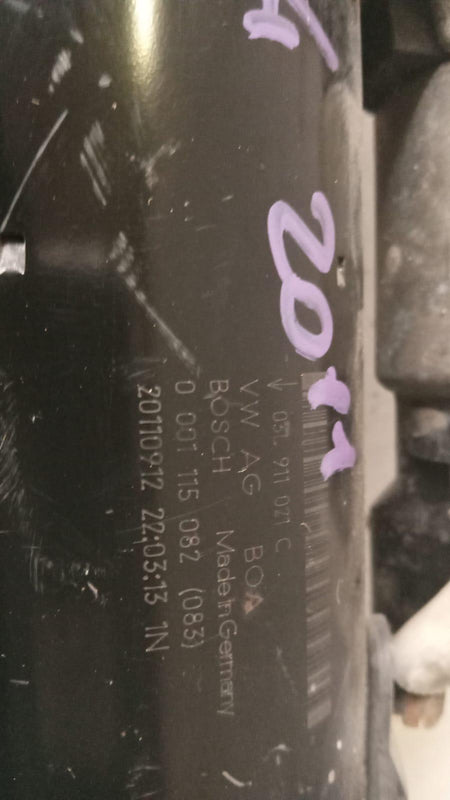 2011
03L 911 021 C
VW AG BOA
BOSCH Made in Germany
0 001 115 082 (083)
20110912 22:03:13 1N